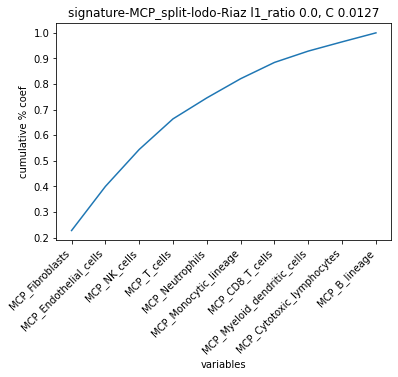 signature-MCP_split-lodo-Riaz l1_ratio 0.0, C 0.0127
cumulative % coef
1.0
0.9
0.8
0.7
0.6
0.5
0.4
0.3
0.2
MCP_Fibroblasts
MCP_Endothelial_cells
MCP_NK_cells
MCP_T_cells
MCP_Neutrophils
MCP_Monocytic_lineage
MCP_CD8_T_cells
MCP_Myeloid_dendritic_cells
MCP_Cytotoxic_lymphocytes
MCP_B_lineage
variables